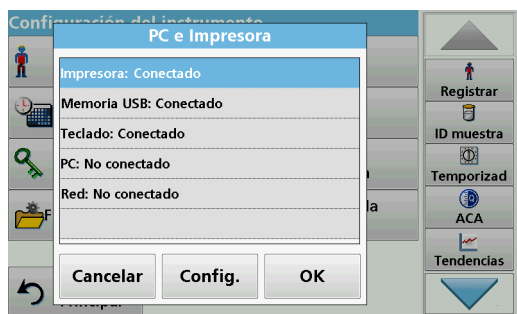 Configuración del instrumento
PC e Impresora
Impresora: Conectado
Memoria USB: Conectado
Teclado: Conectado
PC: No conectado
Red: No conectado
Cancelar
Config.
OK
Registrar
ID muestra
Temporizad
ACA
Tendencias